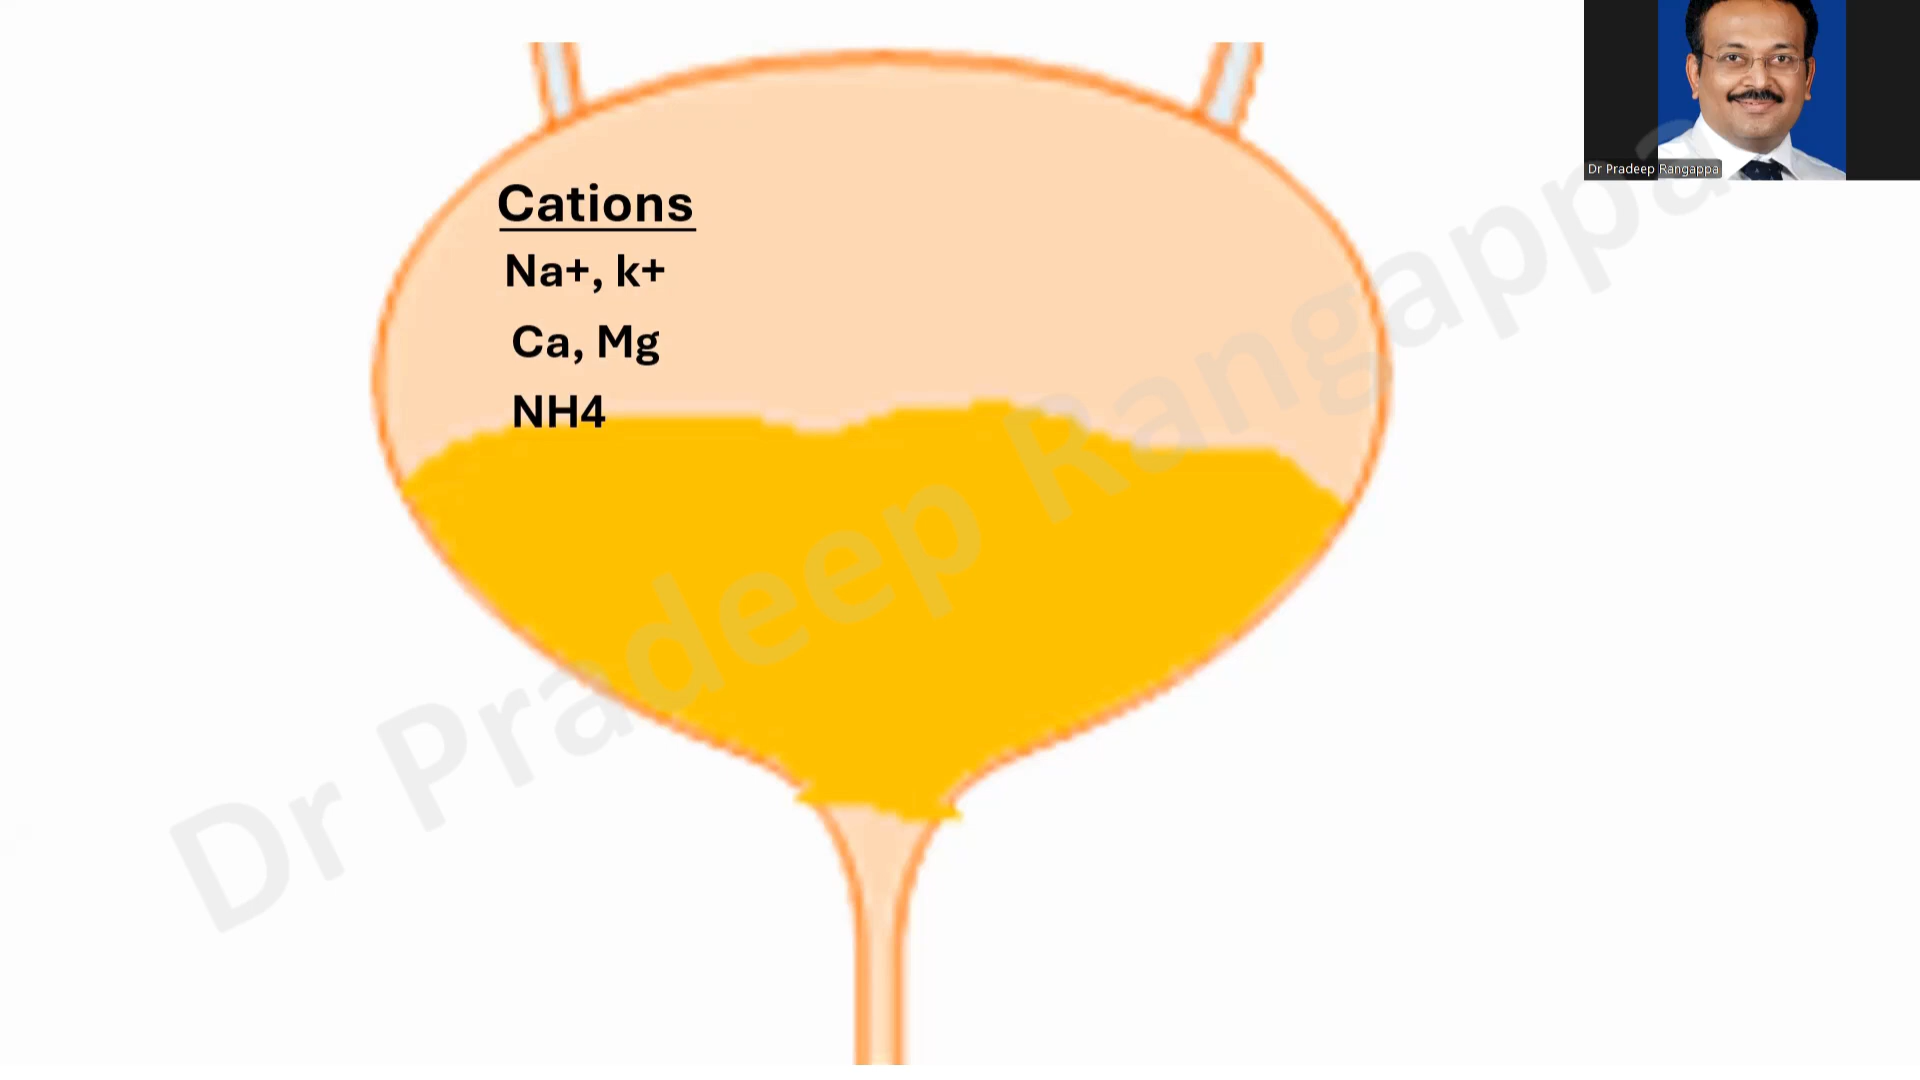 Cations
Na+, k+
Ca, Mg
NH4
Dr Pradeep Rangappa
Dr Pradeep Rangappa